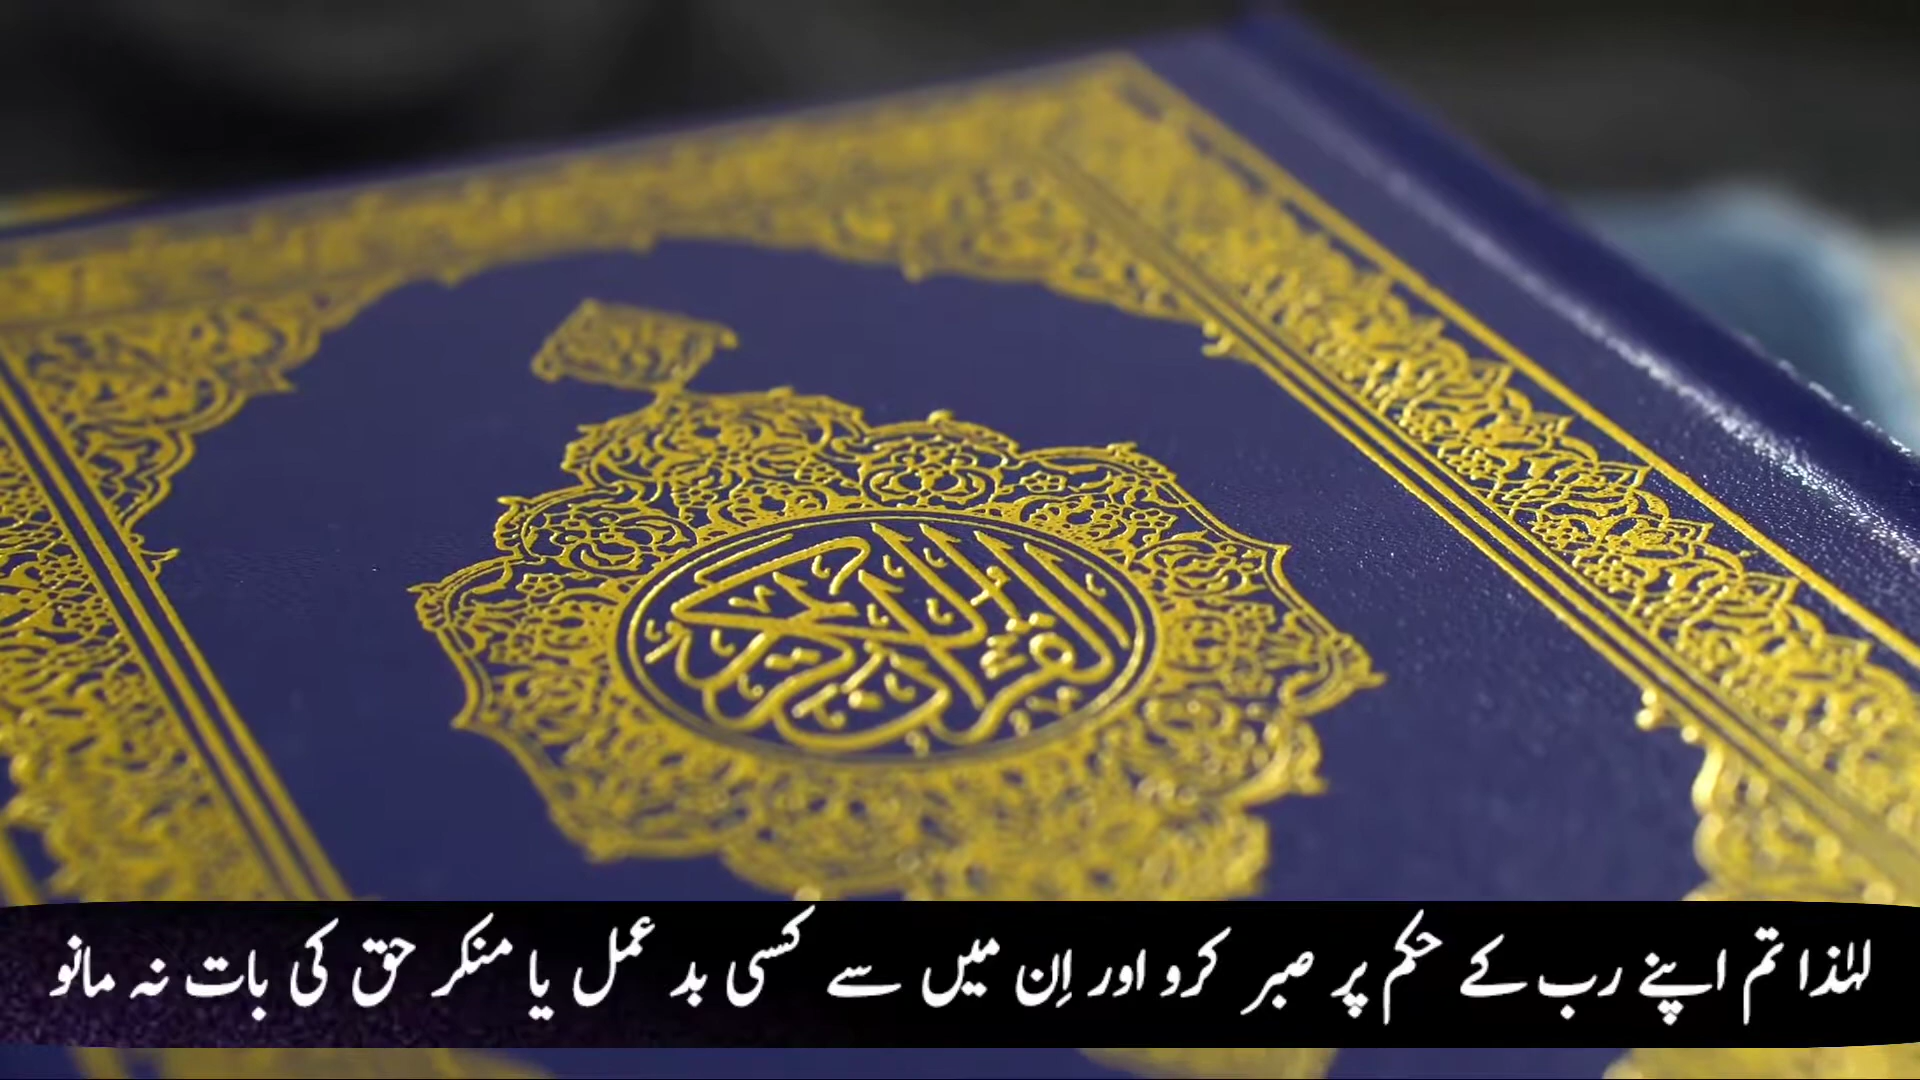 القرآن الكريم
لہٰذا تم اپنے رب کے حکم پر صبر کرو اور اِن میں سے کسی بد عمل یا منکر حق کی بات نہ مانو